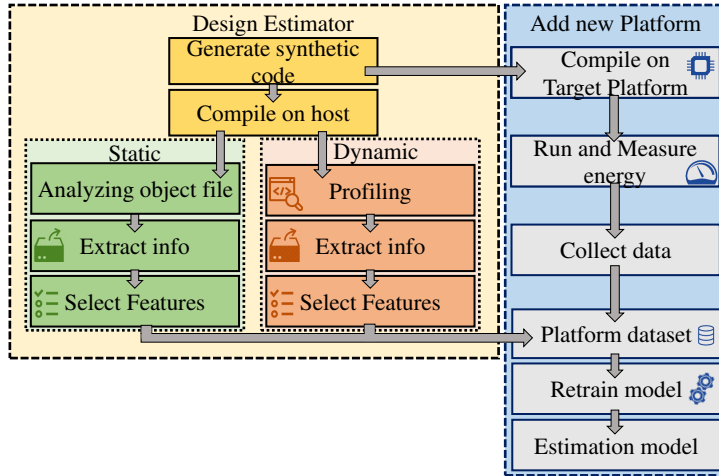 Design Estimator
Generate synthetic
code
Compile on host
Static
Analyzing object file
Extract info
Select Features
Dynamic
Profiling
Extract info
Select Features
Add new Platform
Compile on
Target Platform
Run and Measure
energy
Collect data
Platform dataset
Retrain model
Estimation model